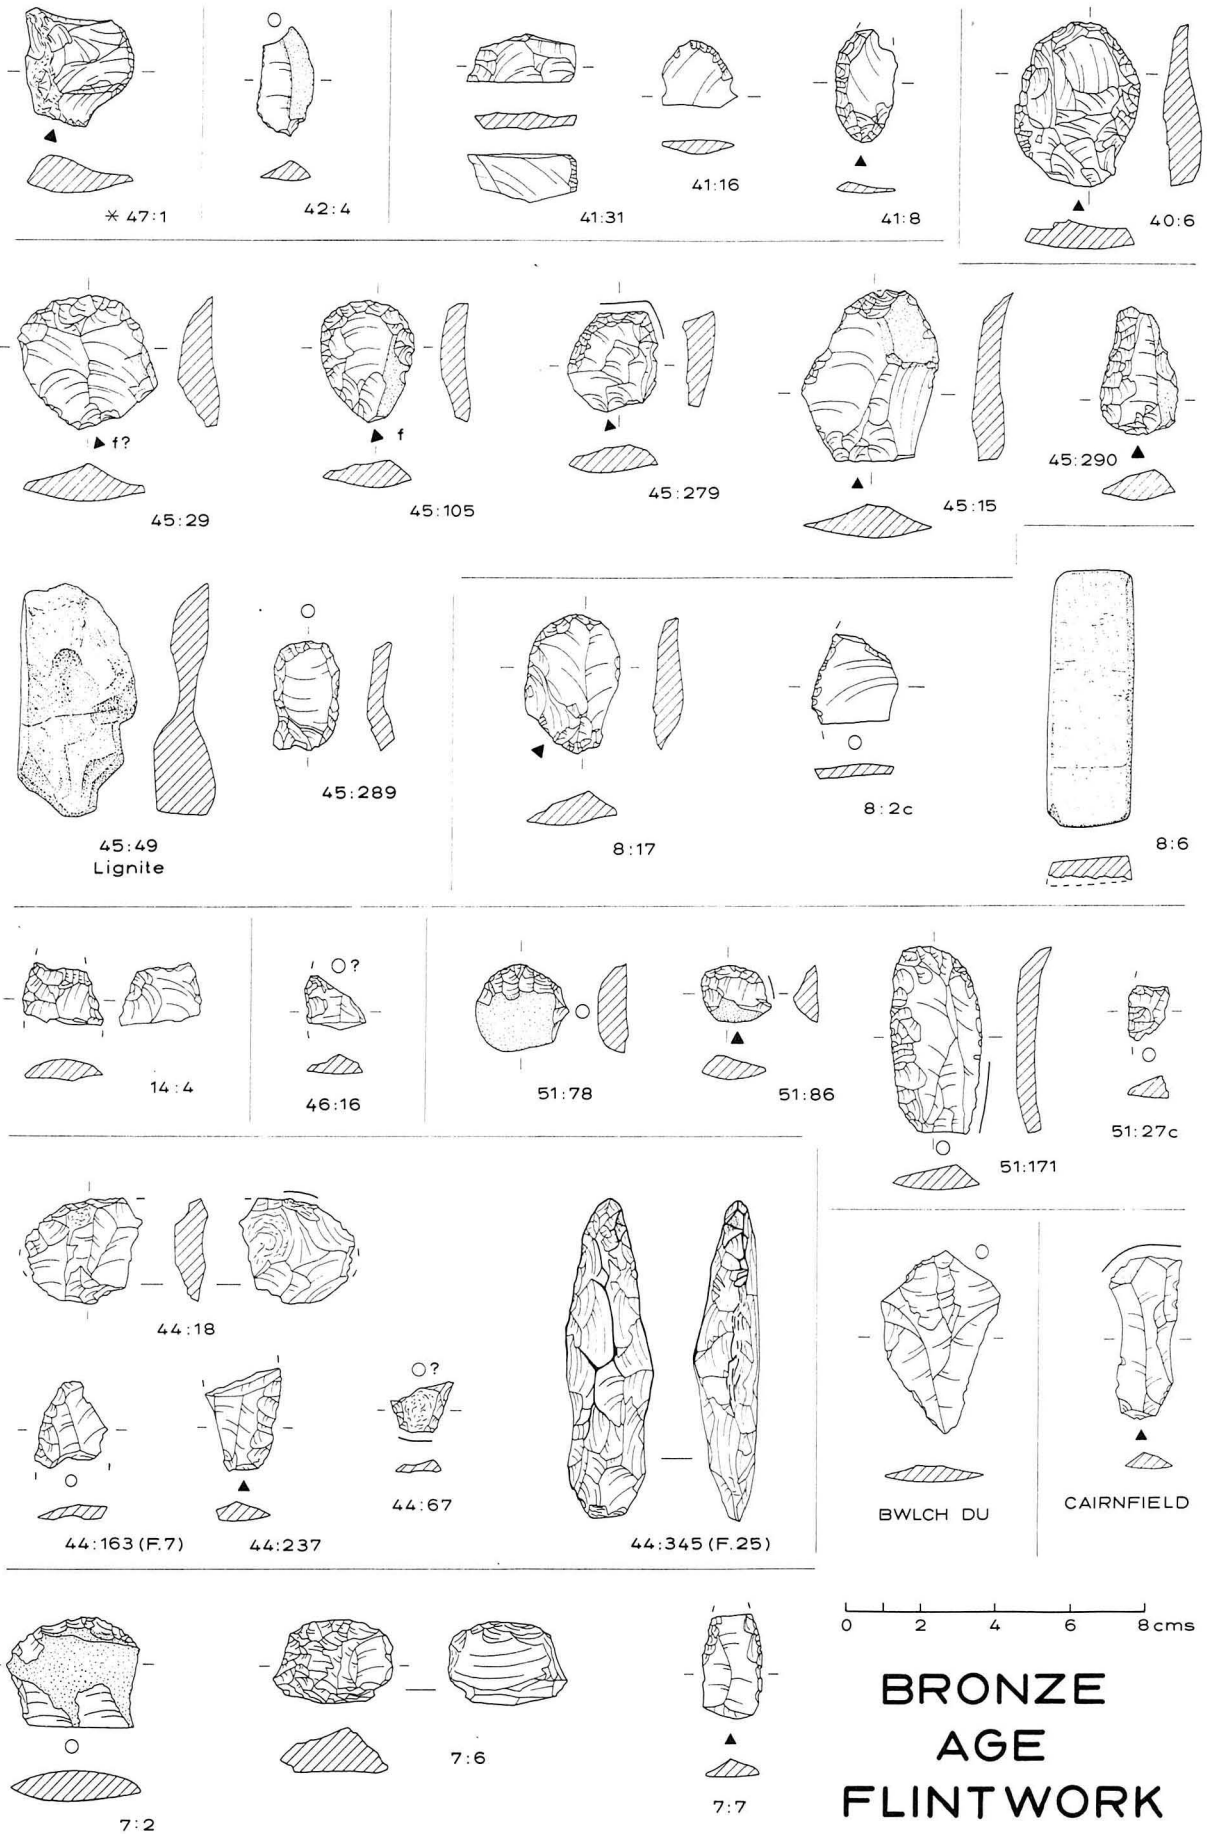 ✳ 47:1
42:4
41:31
41:16
41:8
40:6
f?
45:29
f
45:105
45:279
45:15
45:290
45:49
Lignite
45:289
8:17
8:2c
8:6
?
14:4
46:16
51:78
51:86
51:171
51:27c
44:18
?
44:163 (F.7)
44:237
44:67
44:345 (F.25)
BWLCH DU
CAIRNFIELD
7:2
7:6
7:7
0 2 4 6 8 cms
BRONZE
AGE
FLINTWORK